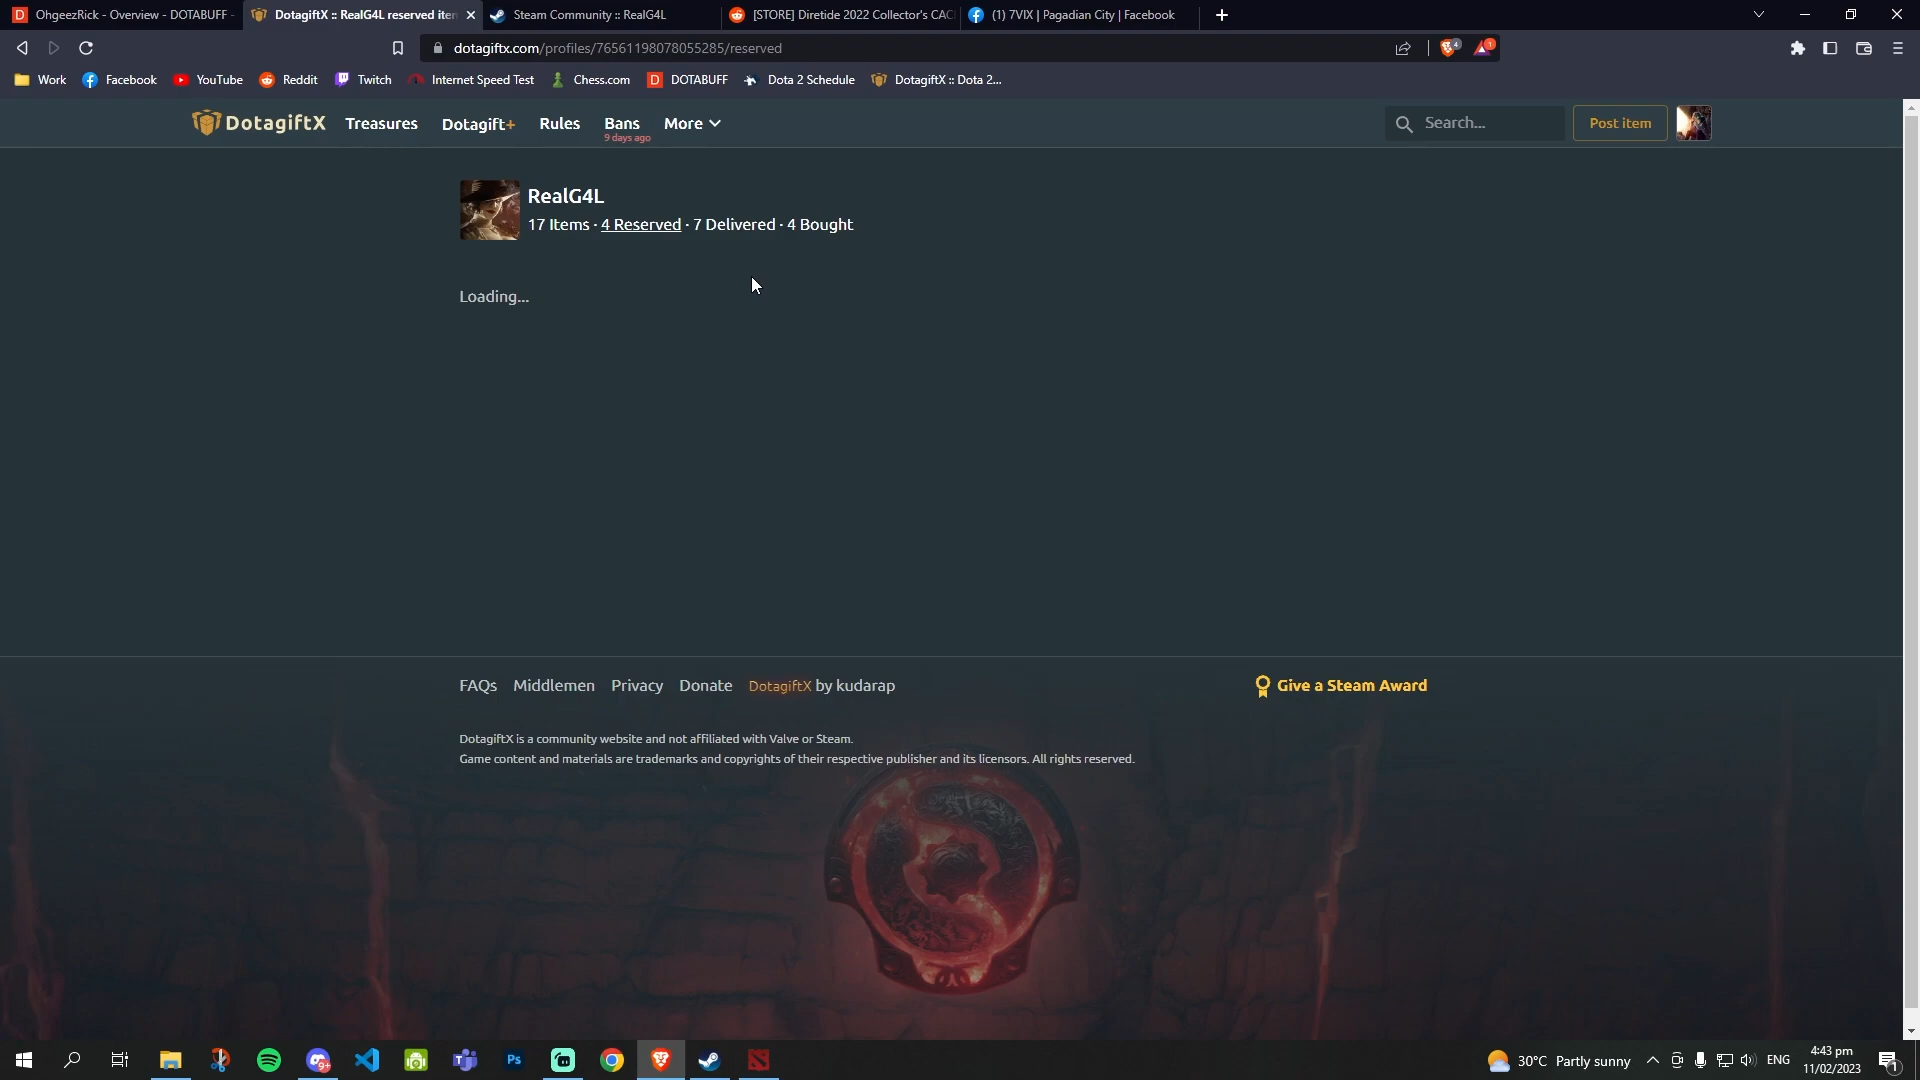 OhgeezRick - Overview - DOTABUFF -
DotagiftX :: RealG4L reserved iten
Steam Community :: RealG4L
[STORE] Diretide 2022 Collector's CAC
(1) 7VIX | Pagadian City | Facebook
dotagiftx.com/profiles/76561198078055285/reserved
4
1
Work
Facebook
YouTube
Reddit
Twitch
Internet Speed Test
Chess.com
DOTABUFF
Dota 2 Schedule
DotagiftX :: Dota 2...
DotagiftX
Treasures
Dotagift+
Rules
Bans
9 days ago
More
Search...
Post item
RealG4L
17 Items · 4 Reserved · 7 Delivered · 4 Bought
Loading...
FAQs
Middlemen
Privacy
Donate
DotagiftX by kudarap
Give a Steam Award
DotagiftX is a community website and not affiliated with Valve or Steam.
Game content and materials are trademarks and copyrights of their respective publisher and its licensors. All rights reserved.
9+
Ps
30°C Partly sunny
ENG
4:43 pm
11/02/2023
1